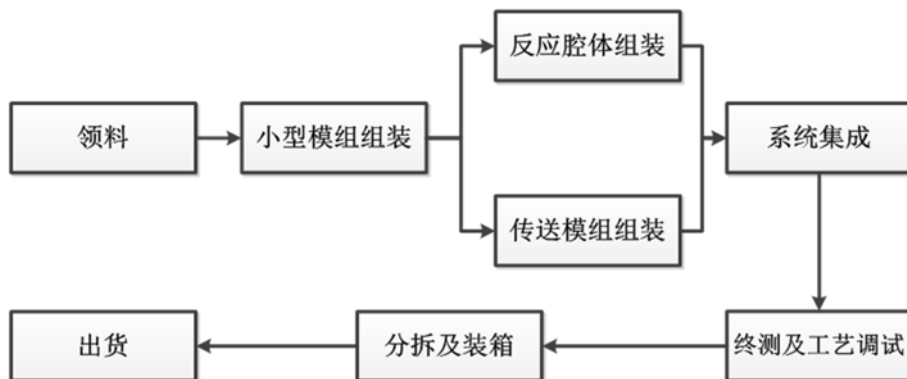 反应腔体组装
领料
小型模组组装
系统集成
传送模组组装
出货
分拆及装箱
终测及工艺调试